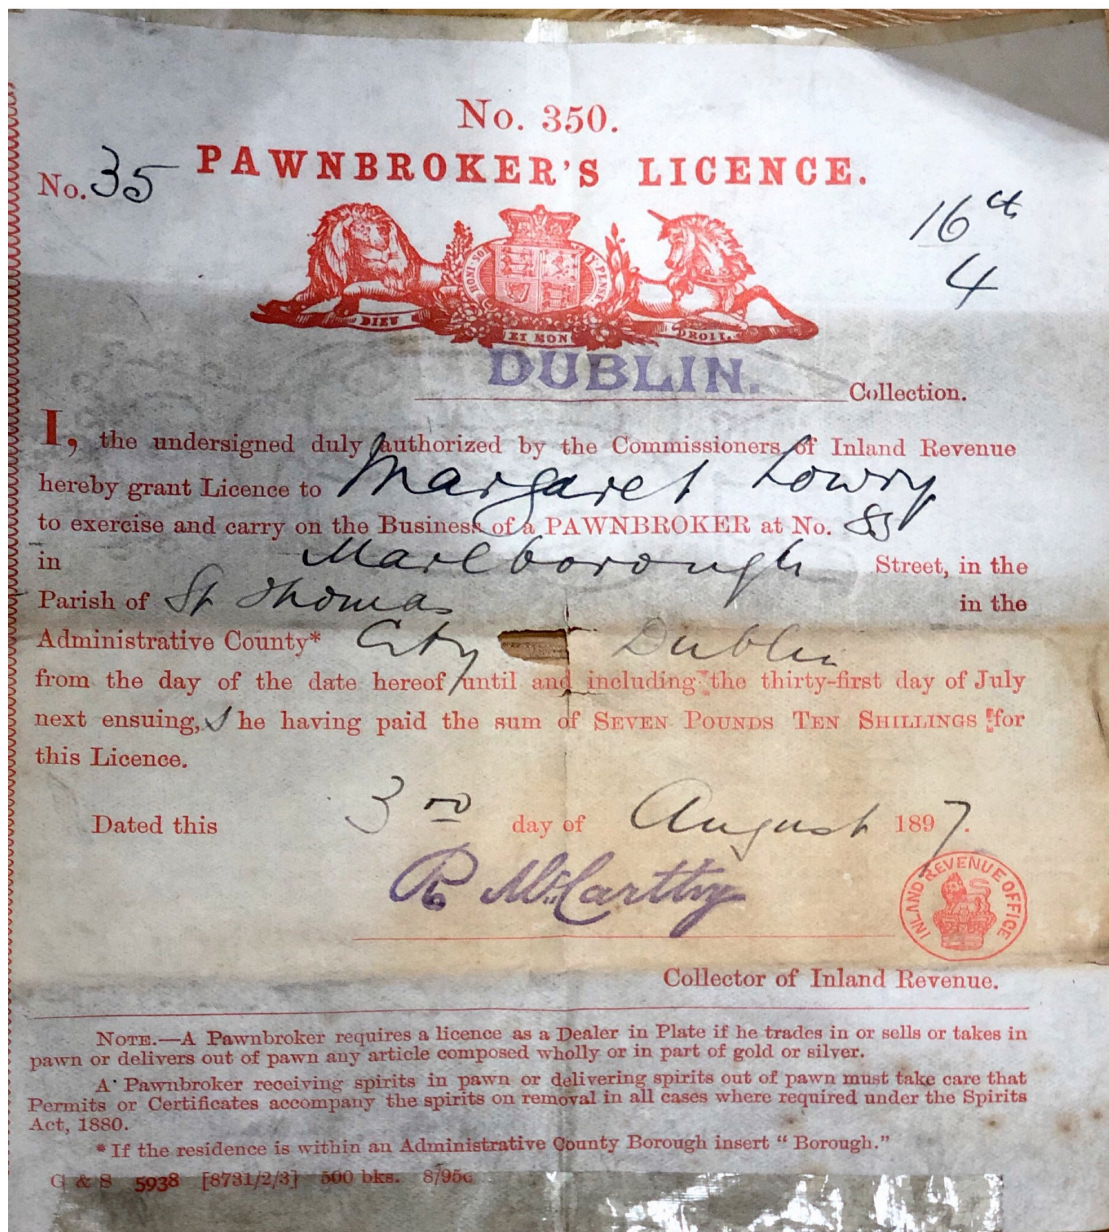 No. 350.
PAWNBROKER'S LICENCE.
No. 35
16 ct
4
HONI SOI Y PENSE
DIEU ET MON DROIT.
DUBLIN. Collection.
I, the undersigned duly authorized by the Commissioners of Inland Revenue
hereby grant Licence to Margaret Lowry
to exercise and carry on the Business of a PAWNBROKER at No.
in Marlborough Street, in the
Parish of St Thomas in the
Administrative County* City Dublin
from the day of the date hereof until and including the thirty-first day of July
next ensuing, S he having paid the sum of SEVEN POUNDS TEN SHILLINGS for
this Licence.
Dated this 3rd day of August 1897.
R McCarthy
INLAND REVENUE OFFICE
Collector of Inland Revenue.
NOTE.—A Pawnbroker requires a licence as a Dealer in Plate if he trades in or sells or takes in
pawn or delivers out of pawn any article composed wholly or in part of gold or silver.
A Pawnbroker receiving spirits in pawn or delivering spirits out of pawn must take care that
Permits or Certificates accompany the spirits on removal in all cases where required under the Spirits
Act, 1880.
* If the residence is within an Administrative County Borough insert “ Borough.”
G & S 5938 [8731/2/3] 500 bks. 8/95c